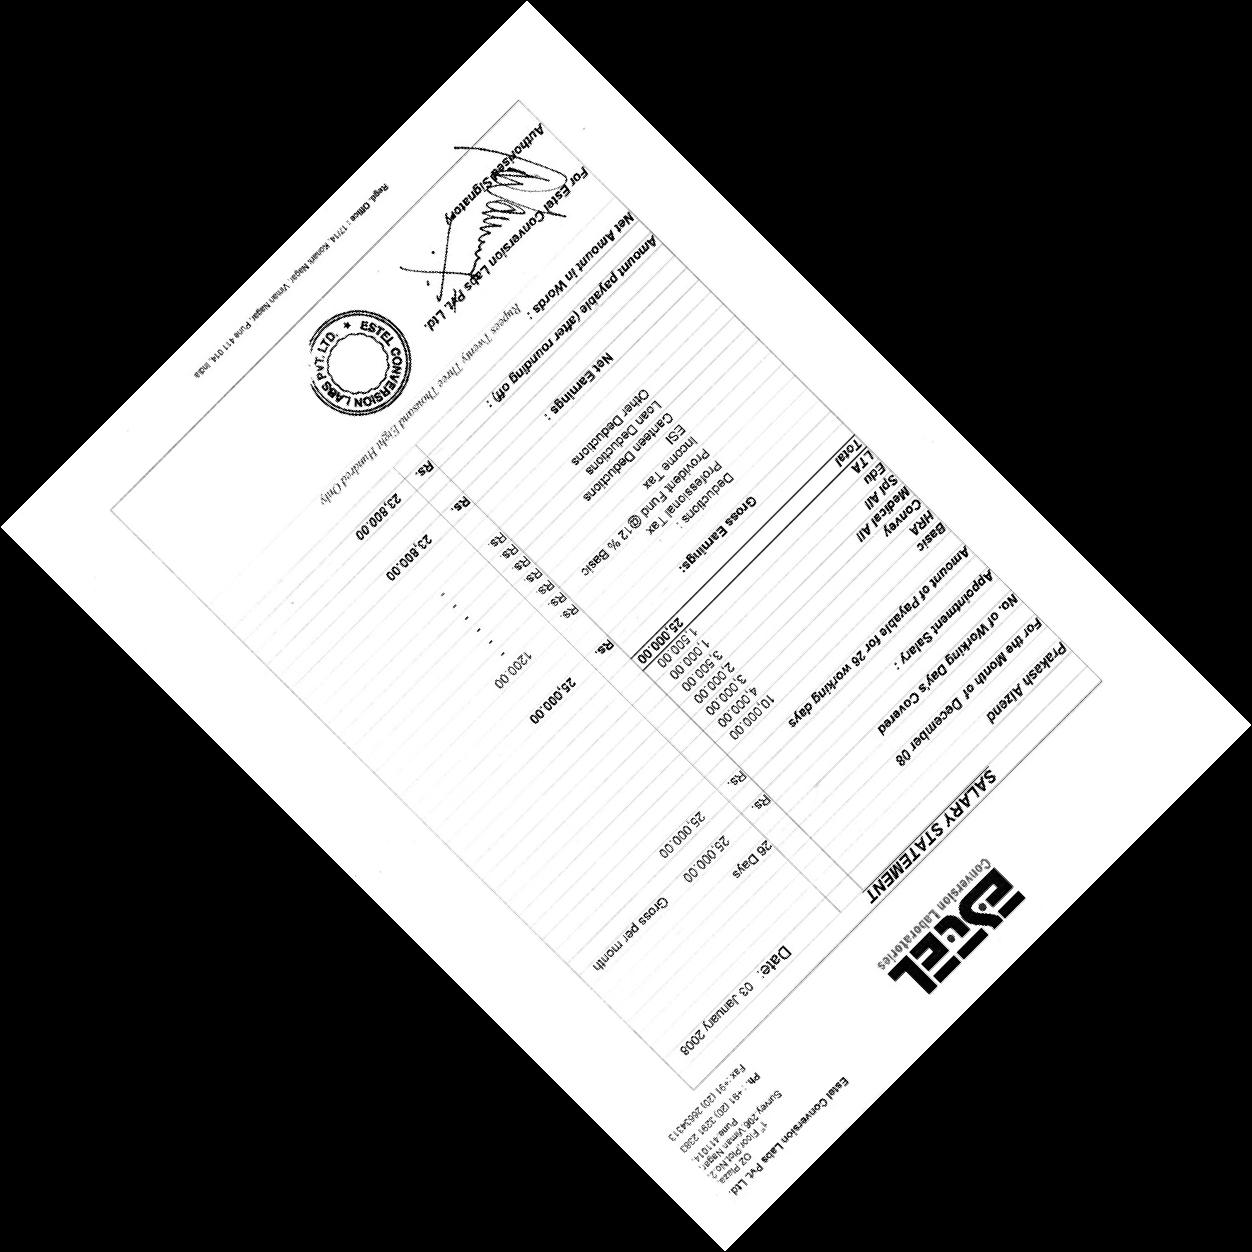 ESTEL
Conversion Laboratories
Estel Conversion Labs Pvt. Ltd.
OZ Plaza,
1st Floor,Plot No.2,
Survey 206,Viman Nagar,
Pune 411014.
Ph. : +91 (20) 3291 2383
Fax : +91 (20) 26634313
SALARY STATEMENT
Date: 03 January 2008
Prakash Alzend
For the Month of December 08
No. of Working Day's Covered 26 Days
Appointment Salary : Rs. 25,000.00 Gross per month
Amount of Payable for 26 working days Rs. 25,000.00
Basic 10,000.00
HRA 4,000.00
Convey 3,000.00
Medical All 2,000.00
Spl All 3,500.00
Edu 1,000.00
LTA 1,500.00
Total 25,000.00
Gross Earnings: Rs. 25,000.00
Deductions :
Professional Tax Rs. 1200.00
Provident Fund @12 % Basic Rs. -
Income Tax Rs. -
ESI Rs. -
Canteen Deductions Rs. -
Loan Deductions Rs. -
Other Deductions Rs. -
Net Earnings : Rs. 23,800.00
Amount payable (after rounding off) : Rs. 23,800.00
Net Amount in Words : Rupees Twenty Three Thousand Eight Hundred Only
For Estel Conversion Labs Pvt. Ltd.
Authorised Signatory
ESTEL CONVERSION LABS PVT. LTD. ★
Regd. Office : 17/14, Konark Nagar, Viman Nagar, Pune 411 014. India